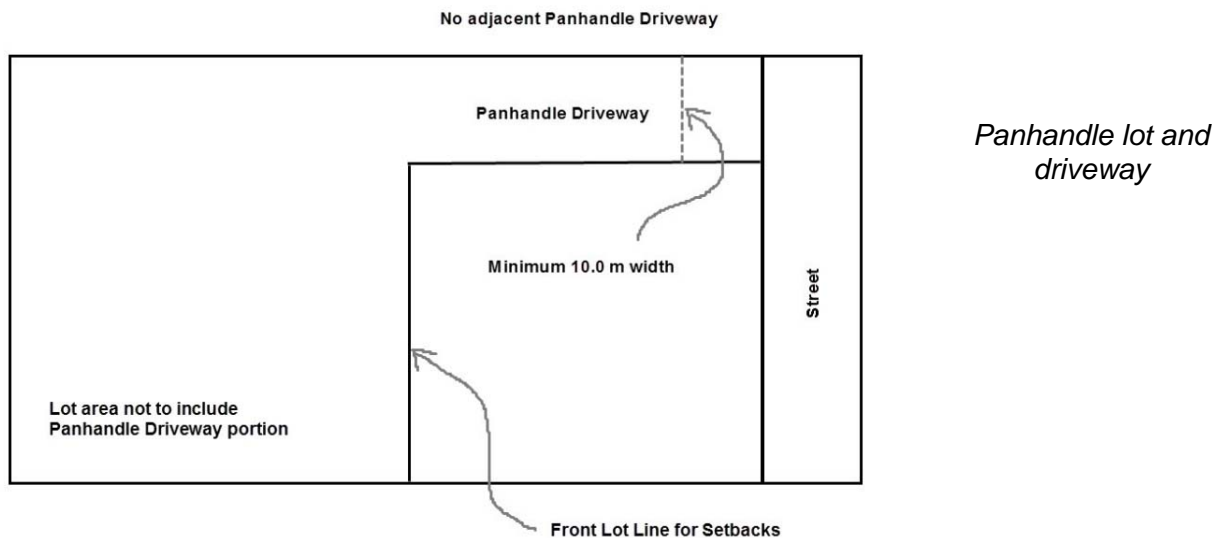 No adjacent Panhandle Driveway
Panhandle Driveway
Panhandle lot and
driveway
Minimum 10.0 m width
Street
Lot area not to include
Panhandle Driveway portion
Front Lot Line for Setbacks